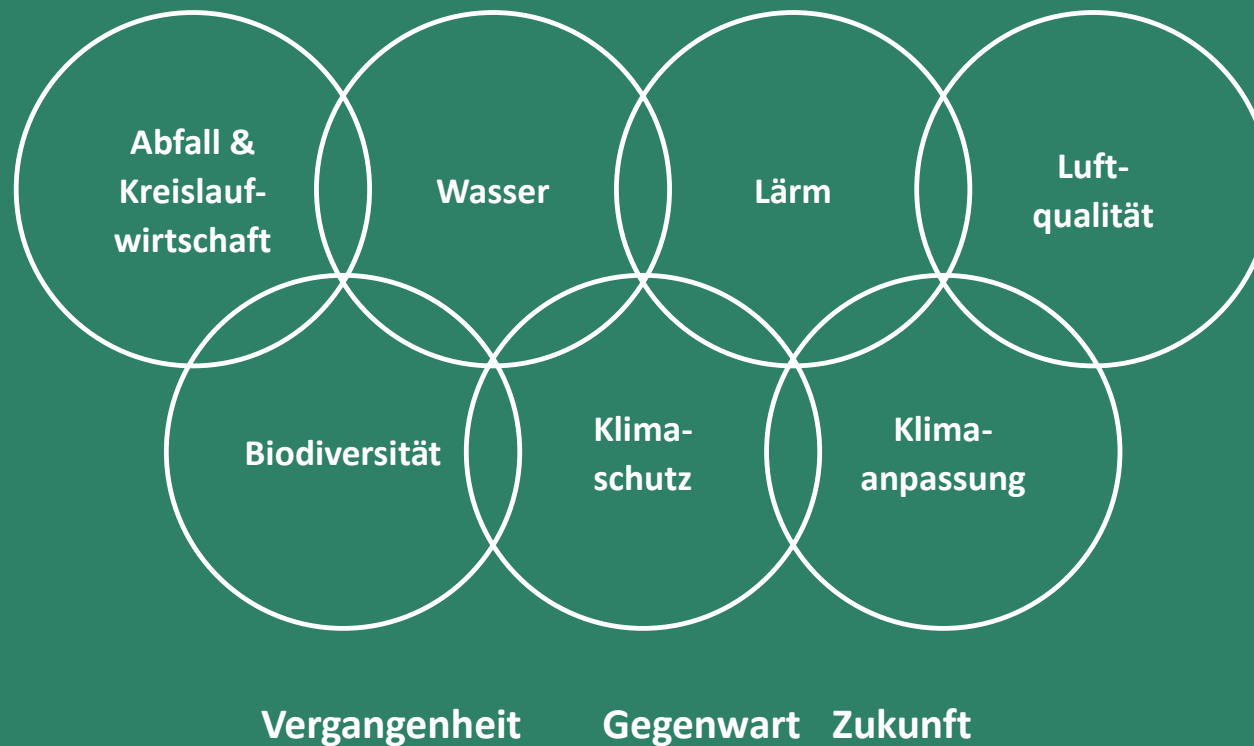 Abfall &
Kreislauf-
wirtschaft
Wasser
Lärm
Luft-
qualität
Biodiversität
Klima-
schutz
Klima-
anpassung
Vergangenheit Gegenwart Zukunft